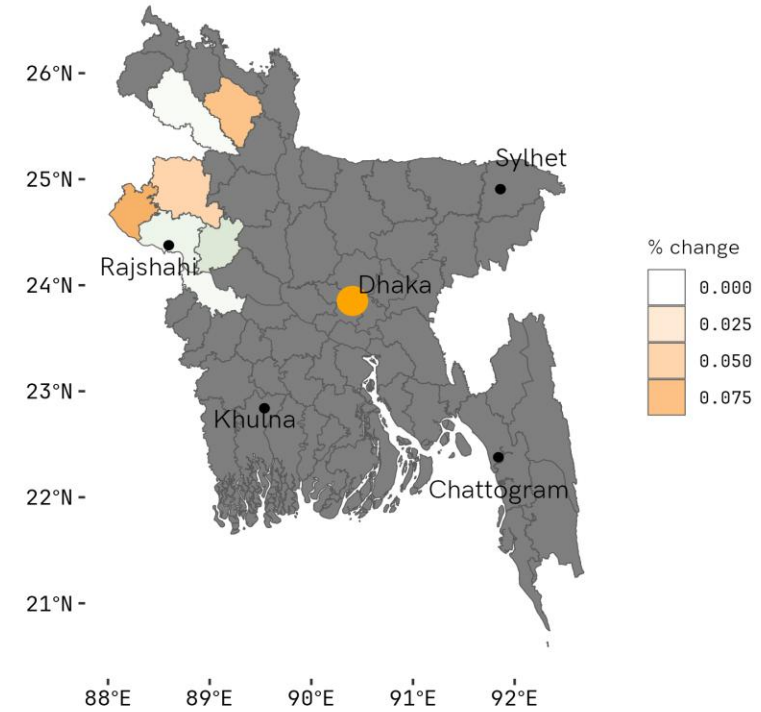 26°N
25°N
24°N
23°N
22°N
21°N
Sylhet
Rajshahi
Dhaka
Khulna
Chattogram
88°E 89°E 90°E 91°E 92°E
% change
0.000
0.025
0.050
0.075